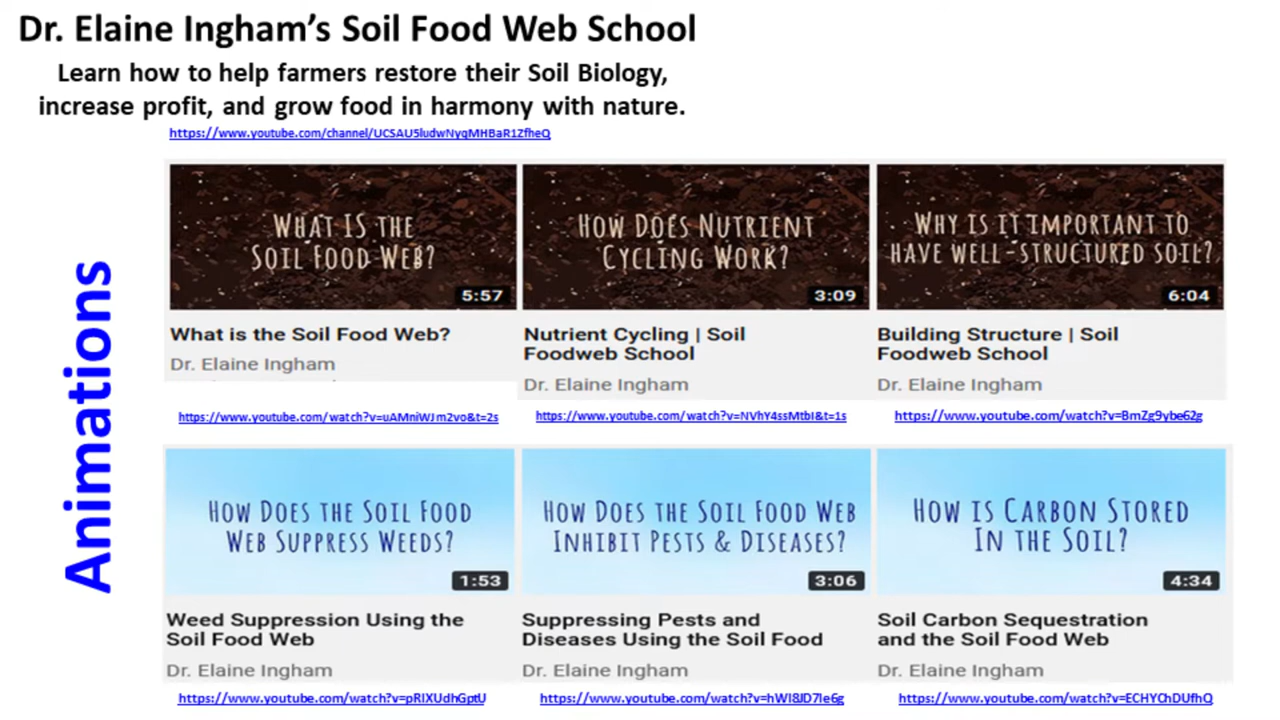 Dr. Elaine Ingham's Soil Food Web School
Learn how to help farmers restore their Soil Biology,
increase profit, and grow food in harmony with nature.
https://www.youtube.com/channel/UCSAU5ludwNyqMHBaR1ZfheQ
Animations
WHAT IS THE
SOIL FOOD WEB?
5:57
What is the Soil Food Web?
Dr. Elaine Ingham
https://www.youtube.com/watch?v=uAMniWJm2vo&t=2s
HOW DOES NUTRIENT
CYCLING WORK?
3:09
Nutrient Cycling | Soil
Foodweb School
Dr. Elaine Ingham
https://www.youtube.com/watch?v=NVhY4ssMtbI&t=1s
WHY IS IT IMPORTANT TO
HAVE WELL-STRUCTURED SOIL?
6:04
Building Structure | Soil
Foodweb School
Dr. Elaine Ingham
https://www.youtube.com/watch?v=BmZg9ybe62g
HOW DOES THE SOIL FOOD
WEB SUPPRESS WEEDS?
1:53
Weed Suppression Using the
Soil Food Web
Dr. Elaine Ingham
https://www.youtube.com/watch?v=pRlXUdhGptU
HOW DOES THE SOIL FOOD WEB
INHIBIT PESTS & DISEASES?
3:06
Suppressing Pests and
Diseases Using the Soil Food
Dr. Elaine Ingham
https://www.youtube.com/watch?v=hWI8JD7le6g
HOW IS CARBON STORED
IN THE SOIL?
4:34
Soil Carbon Sequestration
and the Soil Food Web
Dr. Elaine Ingham
https://www.youtube.com/watch?v=ECHYChDUfhQ